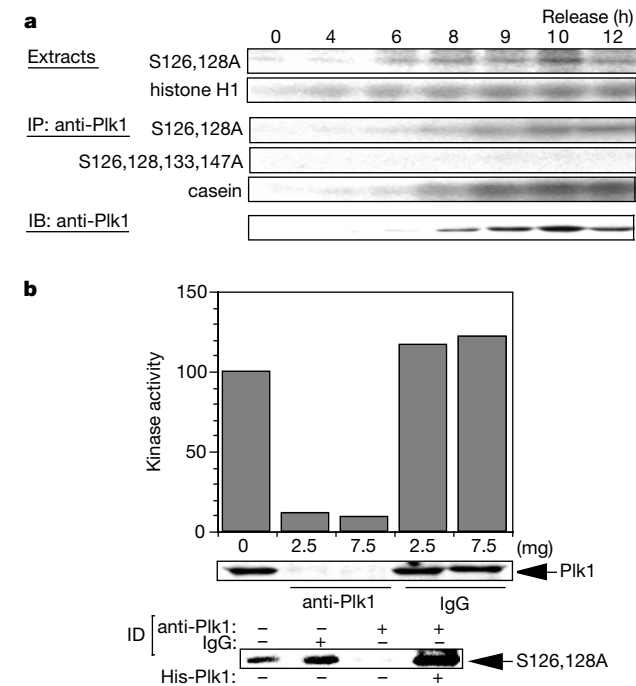 a
Release (h)
0 4 6 8 9 10 12
Extracts S126,128A
histone H1
IP: anti-Plk1 S126,128A
S126,128,133,147A
casein
IB: anti-Plk1
b
150
100
50
0
Kinase activity
0 2.5 7.5 2.5 7.5 (mg)
Plk1
anti-Plk1 IgG
ID anti-Plk1: – – + +
IgG: – + – –
S126,128A
His-Plk1: – – – +